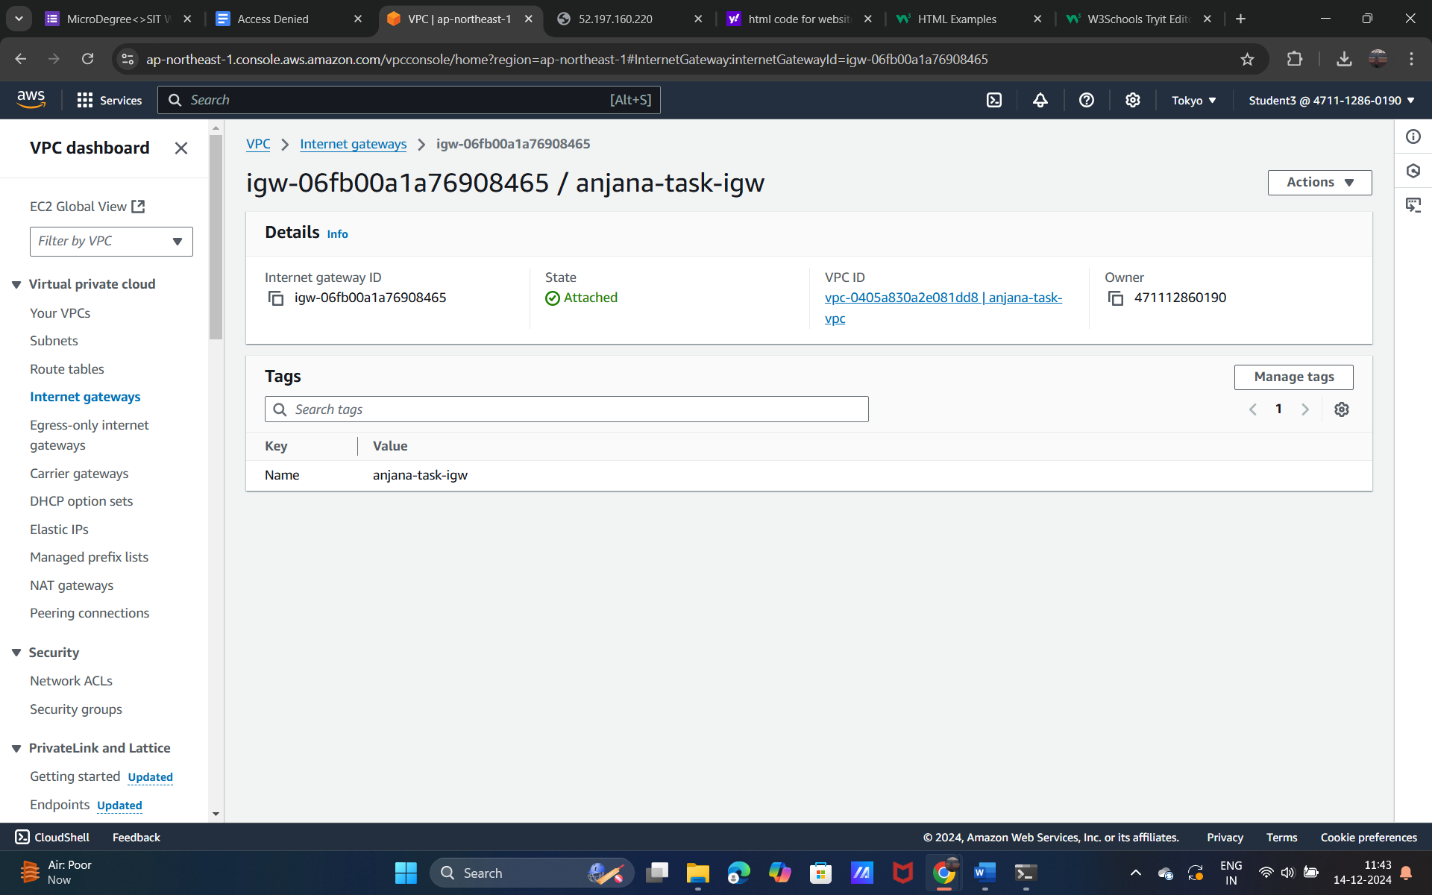 MicroDegree<>SIT
Access Denied
VPC | ap-northeast-1
52.197.160.220
html code for websit
HTML Examples
W3Schools Tryit Edit
ap-northeast-1.console.aws.amazon.com/vpcconsole/home?region=ap-northeast-1#InternetGateway:internetGatewayId=igw-06fb00a1a76908465
aws
Services
Search
[Alt+S]
Tokyo
Student3 @ 4711-1286-0190
VPC dashboard
EC2 Global View
Filter by VPC
Virtual private cloud
Your VPCs
Subnets
Route tables
Internet gateways
Egress-only internet
gateways
Carrier gateways
DHCP option sets
Elastic IPs
Managed prefix lists
NAT gateways
Peering connections
Security
Network ACLs
Security groups
PrivateLink and Lattice
Getting started Updated
Endpoints Updated
VPC > Internet gateways > igw-06fb00a1a76908465
igw-06fb00a1a76908465 / anjana-task-igw
Actions
Details Info
Internet gateway ID
igw-06fb00a1a76908465
State
Attached
VPC ID
vpc-0405a830a2e081dd8 | anjana-task-
vpc
Owner
471112860190
Tags
Manage tags
Search tags
1
Key
Value
Name
anjana-task-igw
CloudShell
Feedback
© 2024, Amazon Web Services, Inc. or its affiliates.
Privacy
Terms
Cookie preferences
Air: Poor
Now
Search
ENG
IN
11:43
14-12-2024